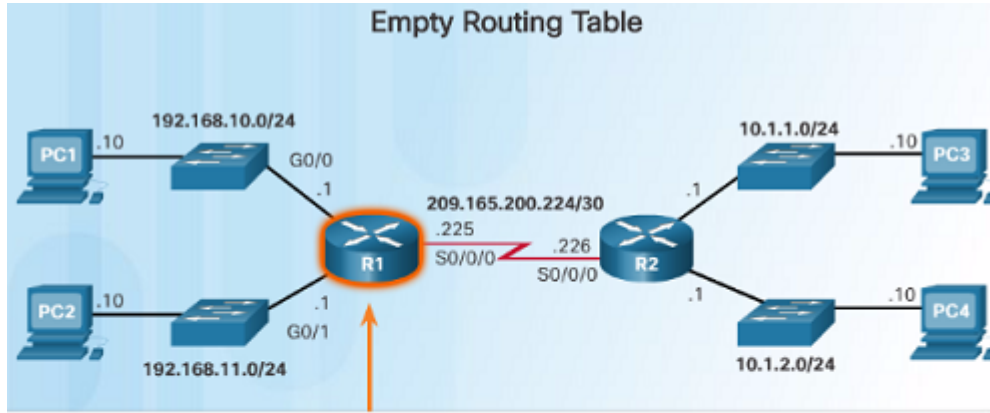 Empty Routing Table
192.168.10.0/24
10.1.1.0/24
PC1
.10
G0/0
.10
PC3
.1
.1
209.165.200.224/30
.225
.226
R1
S0/0/0
S0/0/0
R2
.10
.1
.1
.10
PC2
G0/1
PC4
192.168.11.0/24
10.1.2.0/24